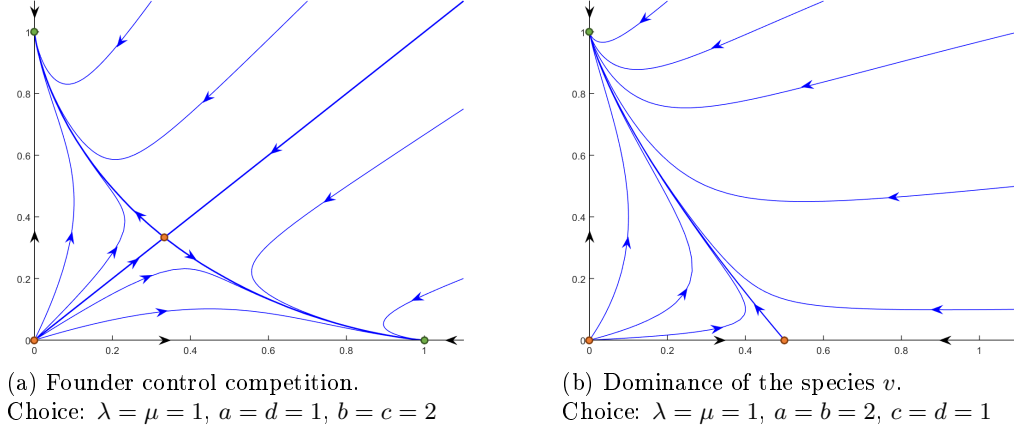 1
0.8
0.6
0.4
0.2
0
0 0.2 0.4 0.6 0.8 1
1
0.8
0.6
0.4
0.2
0
0 0.2 0.4 0.6 0.8 1
(a) Founder control competition.
Choice: λ = μ = 1, a = d = 1, b = c = 2
(b) Dominance of the species v.
Choice: λ = μ = 1, a = b = 2, c = d = 1